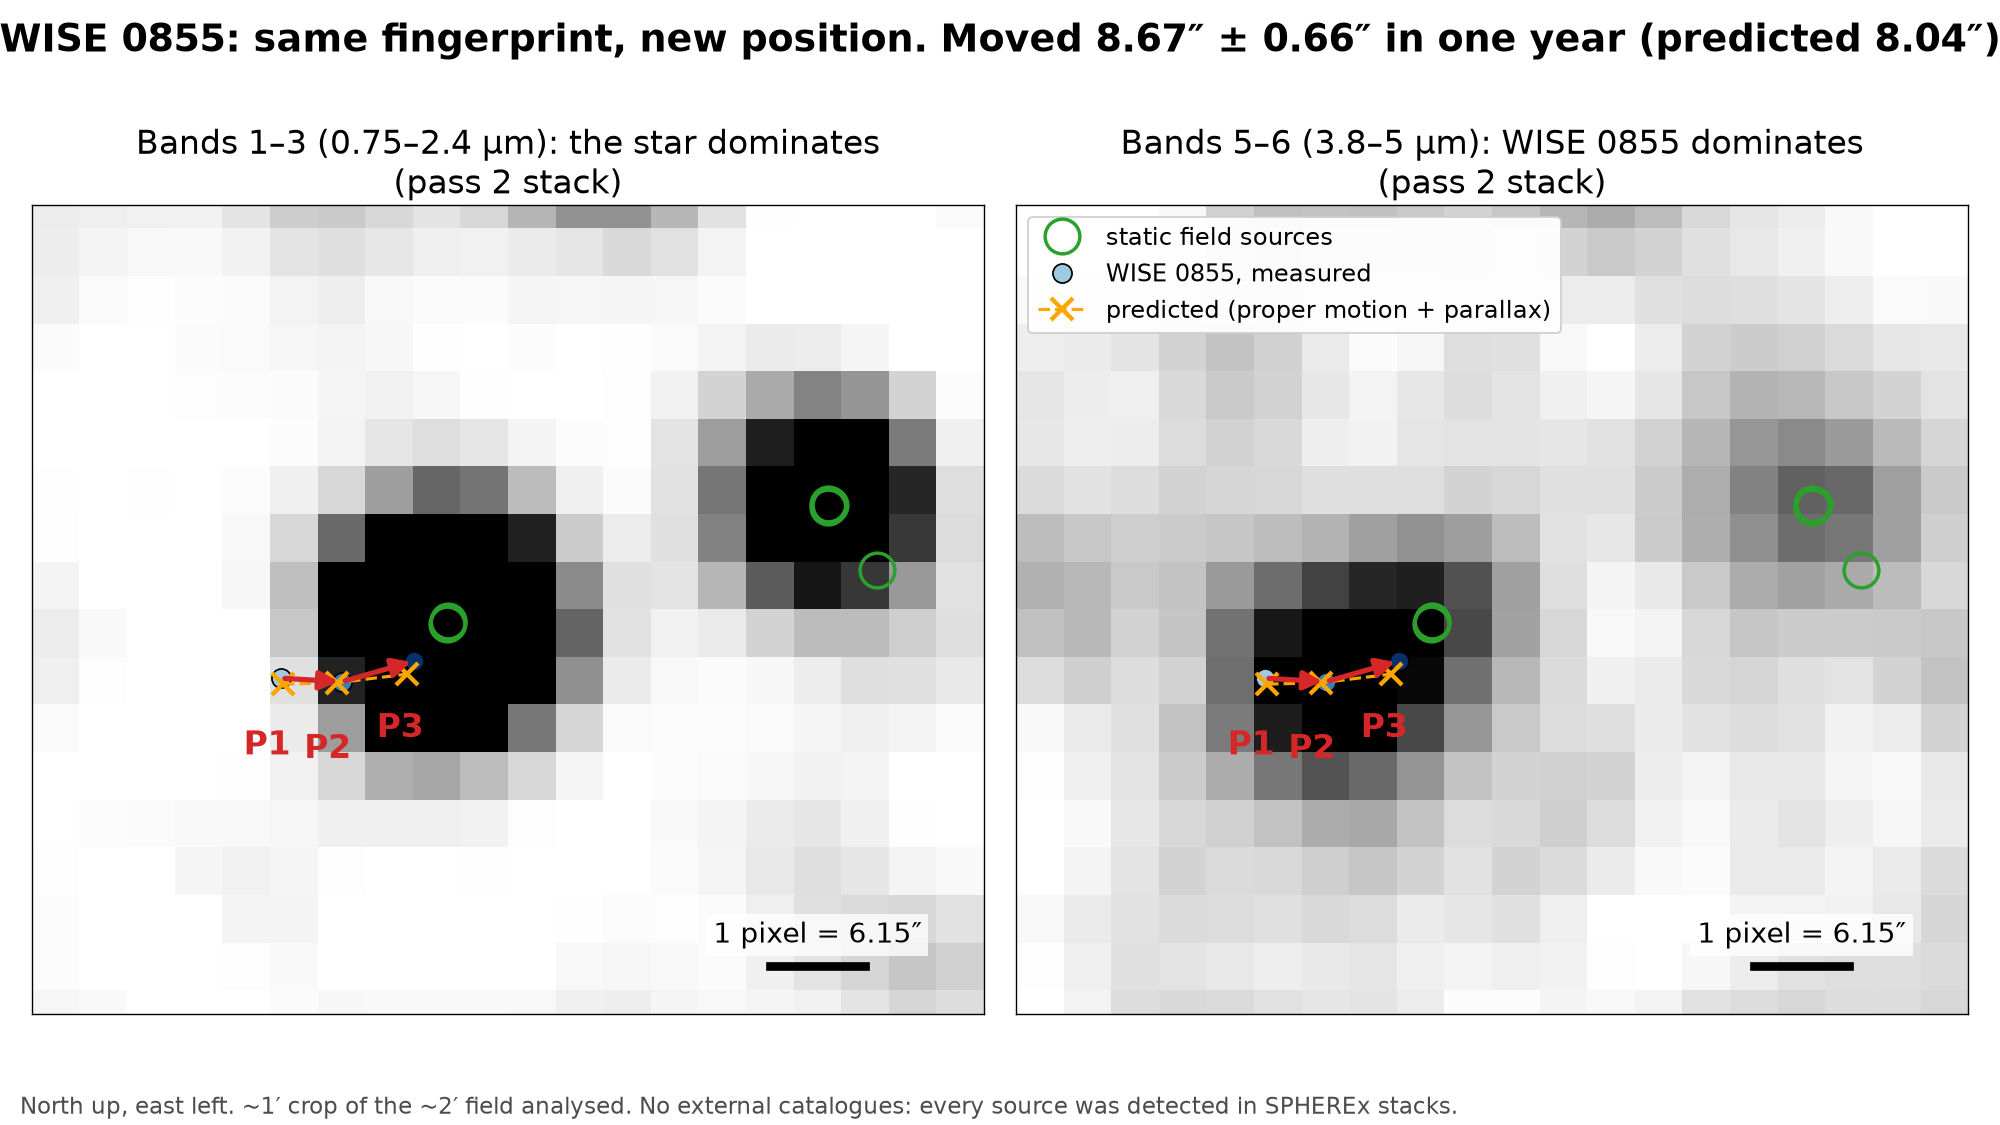 WISE 0855: same fingerprint, new position. Moved 8.67″ ± 0.66″ in one year (predicted 8.04″)
Bands 1–3 (0.75–2.4 µm): the star dominates
(pass 2 stack)
P1 P2 P3
1 pixel = 6.15″
Bands 5–6 (3.8–5 µm): WISE 0855 dominates
(pass 2 stack)
static field sources
WISE 0855, measured
predicted (proper motion + parallax)
P1 P2 P3
1 pixel = 6.15″
North up, east left. ~1′ crop of the ~2′ field analysed. No external catalogues: every source was detected in SPHEREx stacks.